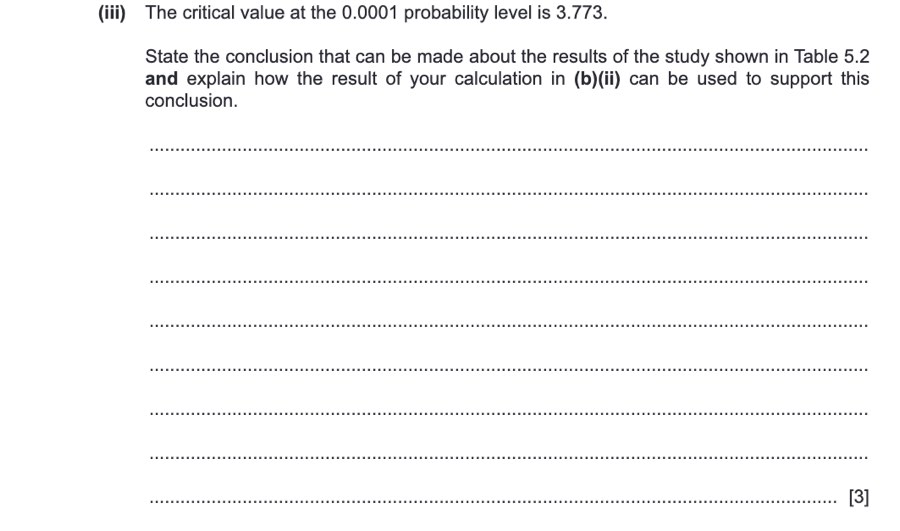 (iii) The critical value at the 0.0001 probability level is 3.773.
State the conclusion that can be made about the results of the study shown in Table 5.2
and explain how the result of your calculation in (b)(ii) can be used to support this
conclusion.
[3]